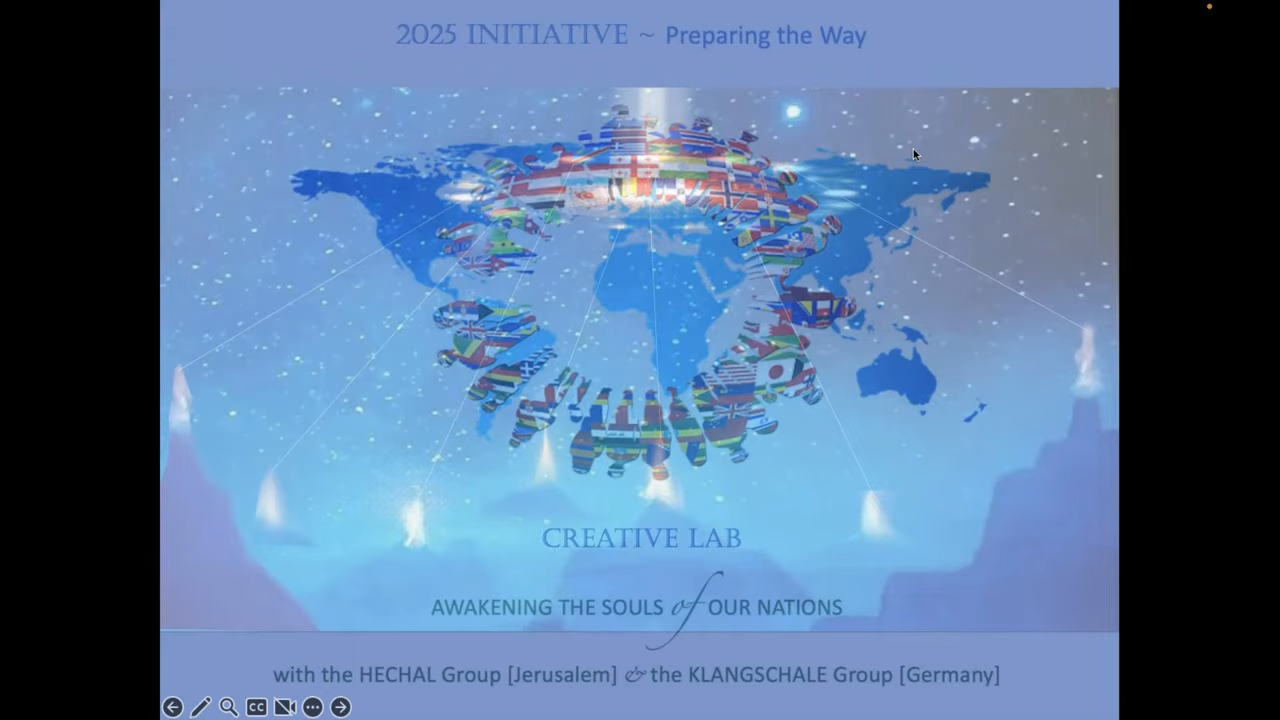 2025 INITIATIVE ~ Preparing the Way
CREATIVE LAB
AWAKENING THE SOULS of OUR NATIONS
with the HECHAL Group [Jerusalem] & the KLANGSCHALE Group [Germany]
CC